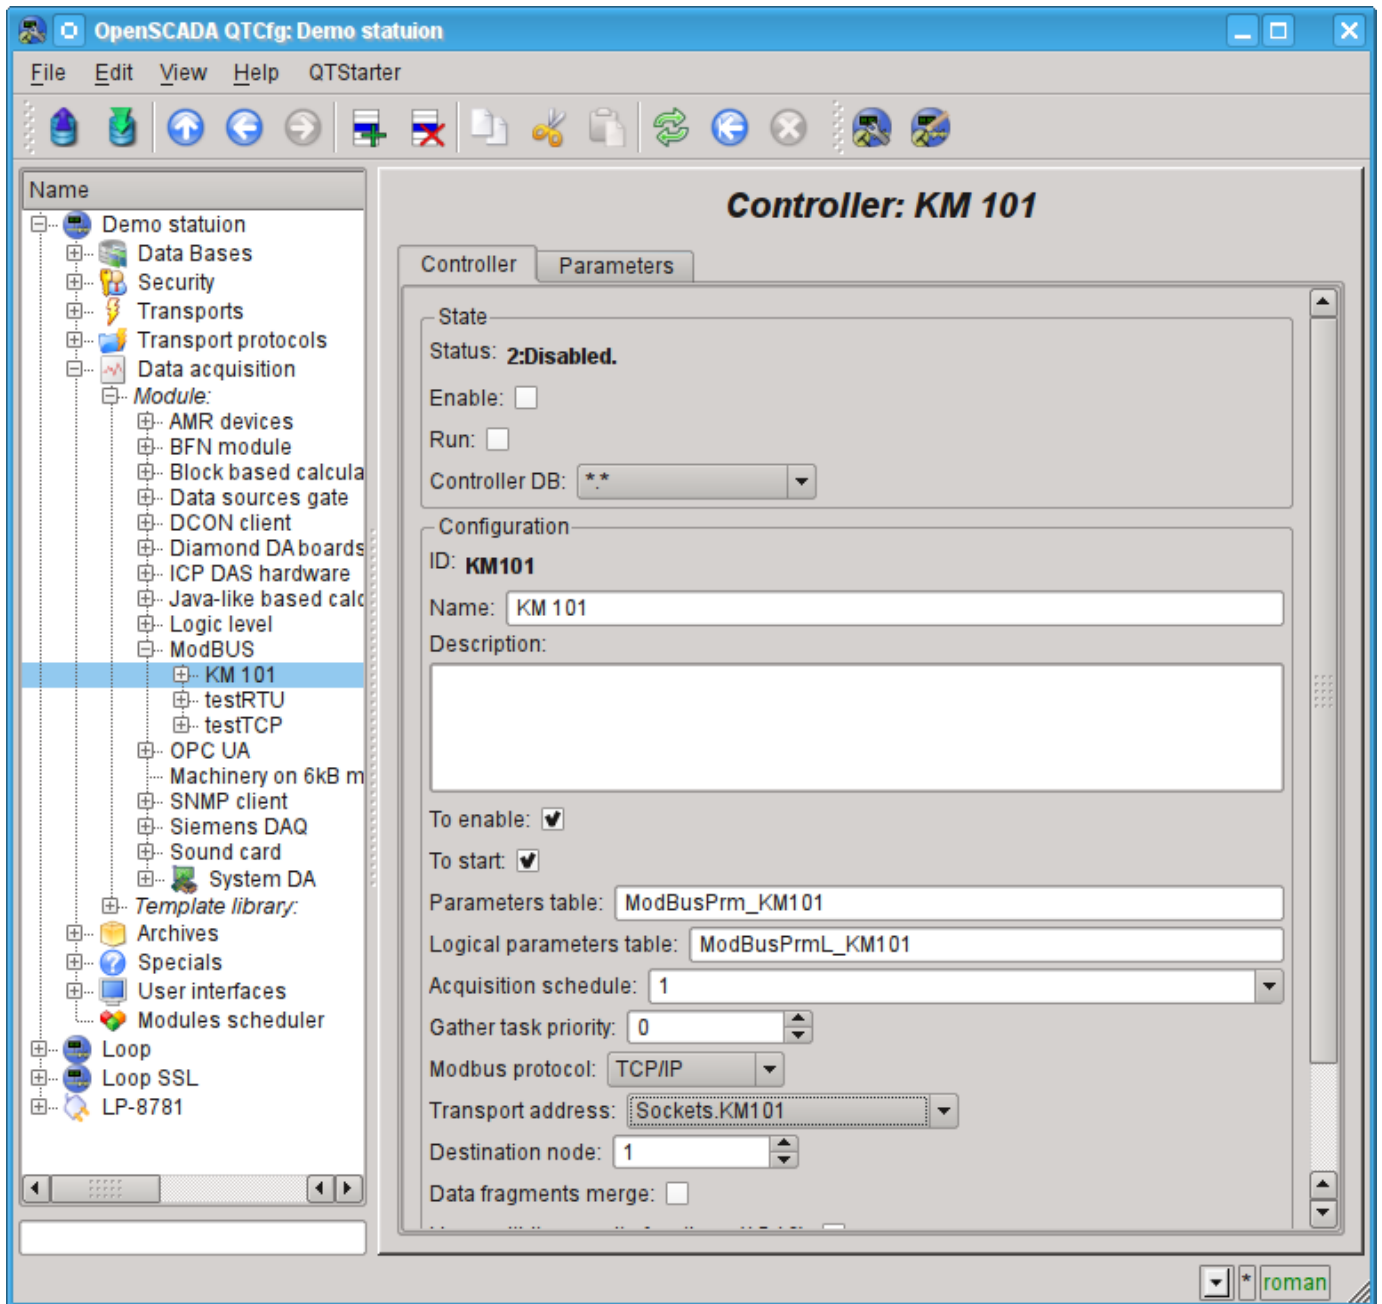 OpenSCADA QTCfg: Demo statuion
File Edit View Help QTStarter
Name
Demo statuion
Data Bases
Security
Transports
Transport protocols
Data acquisition
Module:
AMR devices
BFN module
Block based calcula
Data sources gate
DCON client
Diamond DA boards
ICP DAS hardware
Java-like based calc
Logic level
ModBUS
KM 101
testRTU
testTCP
OPC UA
Machinery on 6kB m
SNMP client
Siemens DAQ
Sound card
System DA
Template library:
Archives
Specials
User interfaces
Modules scheduler
Loop
Loop SSL
LP-8781
Controller: KM 101
Controller Parameters
State
Status: 2:Disabled.
Enable:
Run:
Controller DB: *.*
Configuration
ID: KM101
Name: KM 101
Description:
To enable:
To start:
Parameters table: ModBusPrm_KM101
Logical parameters table: ModBusPrmL_KM101
Acquisition schedule: 1
Gather task priority: 0
Modbus protocol: TCP/IP
Transport address: Sockets.KM101
Destination node: 1
Data fragments merge:
* roman